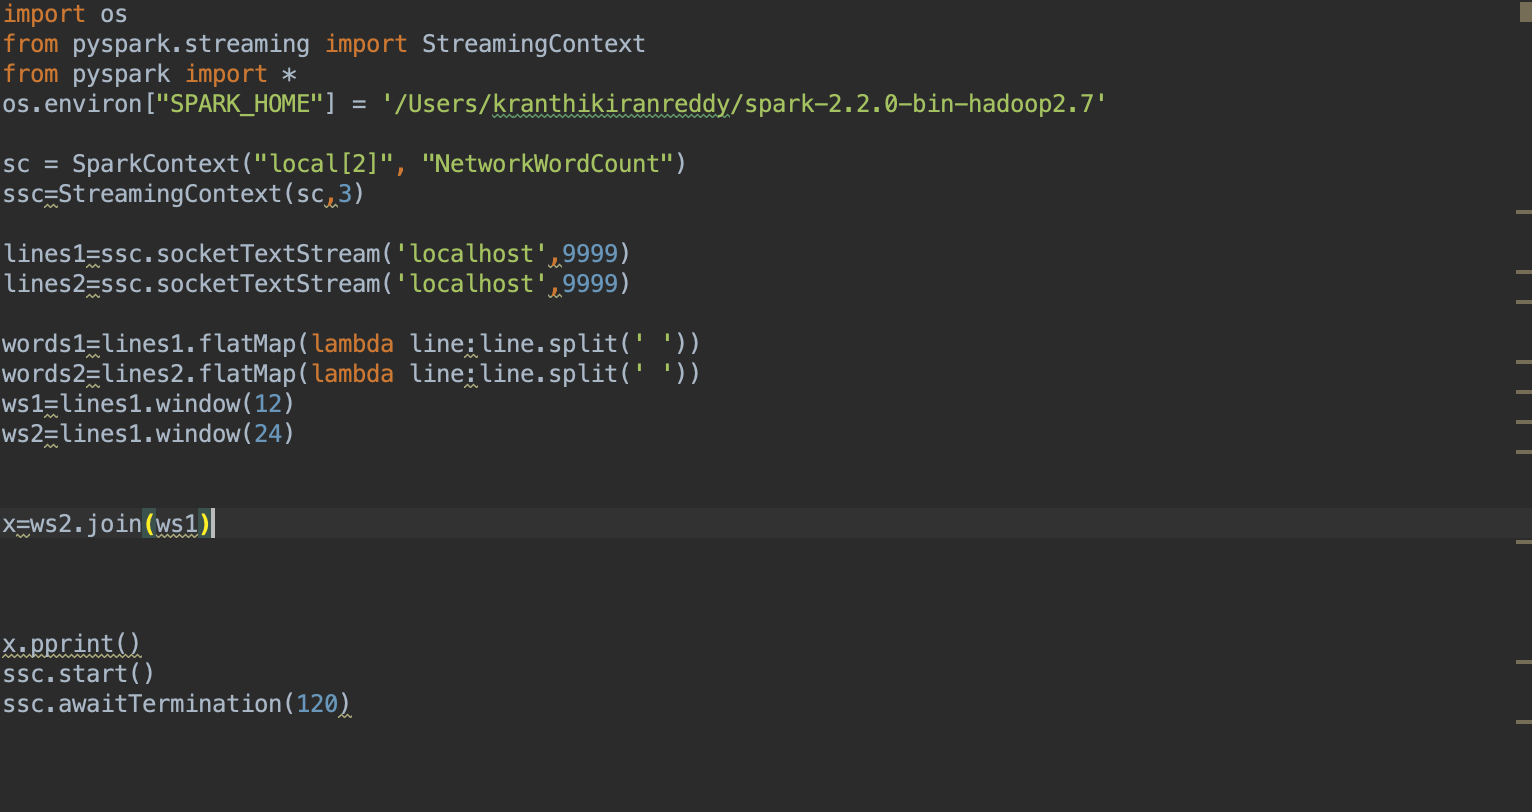 import os
from pyspark.streaming import StreamingContext
from pyspark import *
os.environ["SPARK_HOME"] = '/Users/kranthikiranreddy/spark-2.2.0-bin-hadoop2.7'
sc = SparkContext("local[2]", "NetworkWordCount")
ssc=StreamingContext(sc,3)
lines1=ssc.socketTextStream('localhost',9999)
lines2=ssc.socketTextStream('localhost',9999)
words1=lines1.flatMap(lambda line:line.split(' '))
words2=lines2.flatMap(lambda line:line.split(' '))
ws1=lines1.window(12)
ws2=lines1.window(24)
x=ws2.join(ws1)
x.pprint()
ssc.start()
ssc.awaitTermination(120)